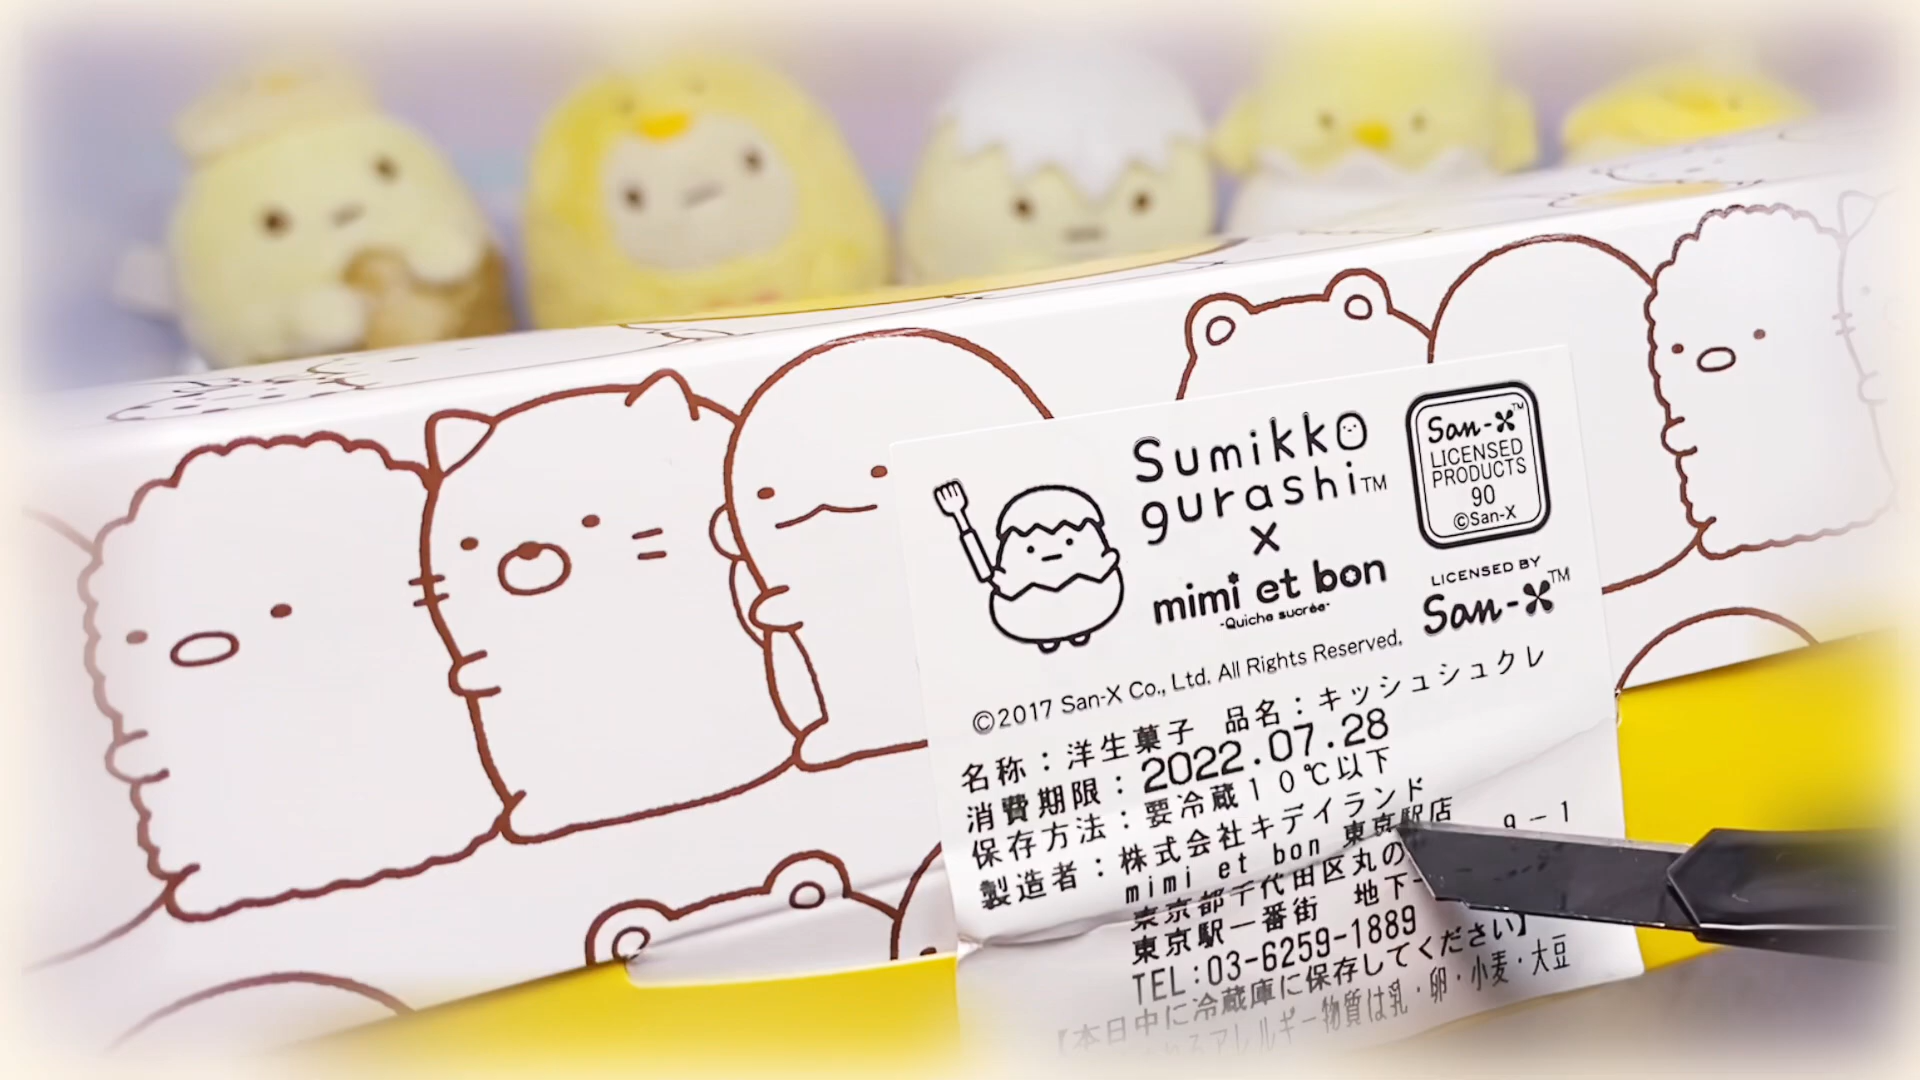 Sumikko
gurashi™
×
mimi et bon
-Quiche sucrée-
San-X™
LICENSED
PRODUCTS
90
©San-X
LICENSED BY
San-X™
©2017 San-X Co., Ltd. All Rights Reserved.
名称：洋生菓子 品名：キッシュシュクレ
消費期限：2022.07.28
保存方法：要冷蔵10℃以下
製造者：株式会社キデイランド
mimi et bon 東京駅店
東京都千代田区丸の 9-1
東京駅一番街 地下
TEL:03-6259-1889
【本日中に冷蔵庫に保存してください】
アレルギー物質は乳・卵・小麦・大豆